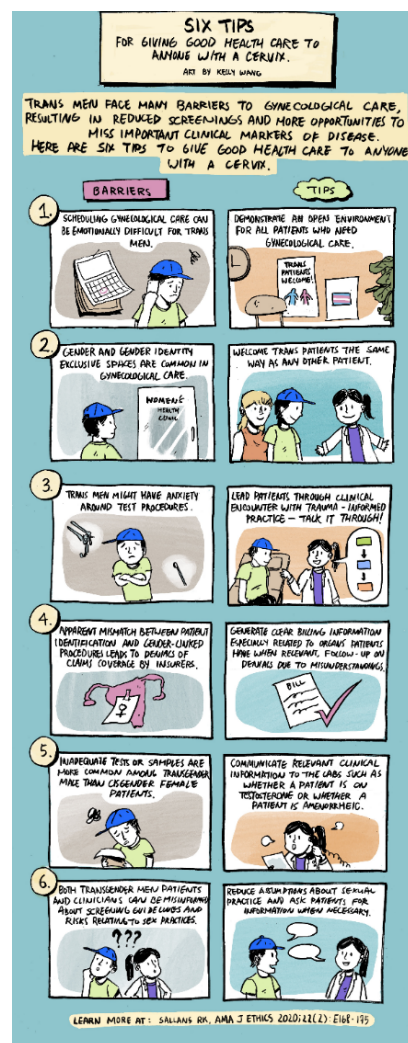 SIX TIPS
FOR GIVING GOOD HEALTH CARE TO
ANYONE WITH A CERVIX.
ART BY KELLY WANG
TRANS MEN FACE MANY BARRIERS TO GYNECOLOGICAL CARE,
RESULTING IN REDUCED SCREENINGS AND MORE OPPORTUNITIES TO
MISS IMPORTANT CLINICAL MARKERS OF DISEASE.
HERE ARE SIX TIPS TO GIVE GOOD HEALTH CARE TO ANYONE
WITH A CERVIX.
BARRIERS
TIPS
1.
SCHEDULING GYNECOLOGICAL CARE CAN
BE EMOTIONALLY DIFFICULT FOR TRANS
MEN.
DEMONSTRATE AN OPEN ENVIRONMENT
FOR ALL PATIENTS WHO NEED
GYNECOLOGICAL CARE.
TRANS
PATIENTS
WELCOME!
2.
GENDER AND GENDER IDENTITY
EXCLUSIVE SPACES ARE COMMON IN
GYNECOLOGICAL CARE
WOMEN'S
HEALTH
CLINIC
WELCOME TRANS PATIENTS THE SAME
WAY AS ANY OTHER PATIENT.
3.
TRANS MEN MIGHT HAVE ANXIETY
AROUND TEST PROCEDURES.
LEAD PATIENTS THROUGH CLINICAL
ENCOUNTER WITH TRAUMA-INFORMED
PRACTICE - TALK IT THROUGH!
4.
APPARENT MISMATCH BETWEEN PATIENT
IDENTIFICATION AND GENDER-LINKED
PROCEDURES LEADS TO DENIALS OF
CLAIMS COVERAGE BY INSURERS.
GENERATE CLEAR BILLING INFORMATION
ESPECIALLY RELATED TO ORGANS PATIENTS
HAVE WHEN RELEVANT, FOLLOW-UP ON
DENIALS DUE TO MISUNDERSTANDINGS.
BILL
5.
INADEQUATE TESTS OR SAMPLES ARE
MORE COMMON AMONG TRANSGENDER
MALE THAN CISGENDER FEMALE
PATIENTS.
COMMUNICATE RELEVANT CLINICAL
INFORMATION TO THE LABS SUCH AS
WHETHER A PATIENT IS ON
TESTOSTERONE OR WHETHER A
PATIENT IS AMENORRHEIC.
6.
BOTH TRANSGENDER MEN PATIENTS
AND CLINICIANS CAN BE MISINFORMED
ABOUT SCREENING GUIDELINES AND
RISKS RELATING TO SEX PRACTICES.
???
REDUCE ASSUMPTIONS ABOUT SEXUAL
PRACTICE AND ASK PATIENTS FOR
INFORMATION WHEN NECESSARY.
LEARN MORE AT: SALLANS RK. AMA J ETHICS 2020;22(2):E168-175